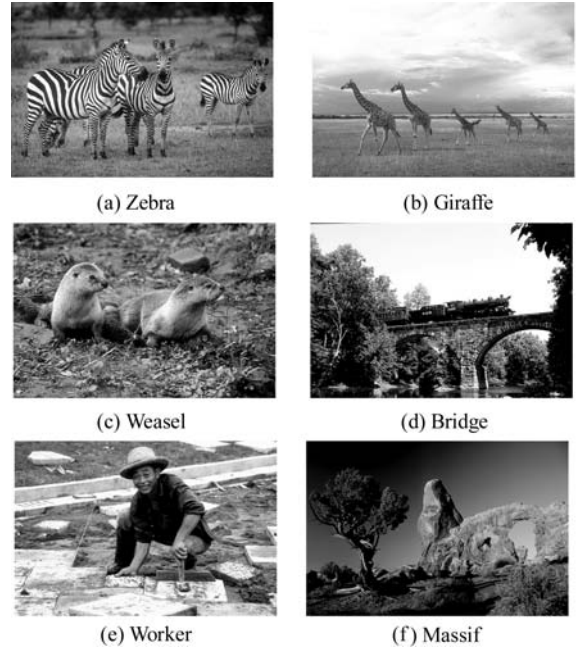 (a) Zebra
(b) Giraffe
(c) Weasel
(d) Bridge
(e) Worker
(f) Massif